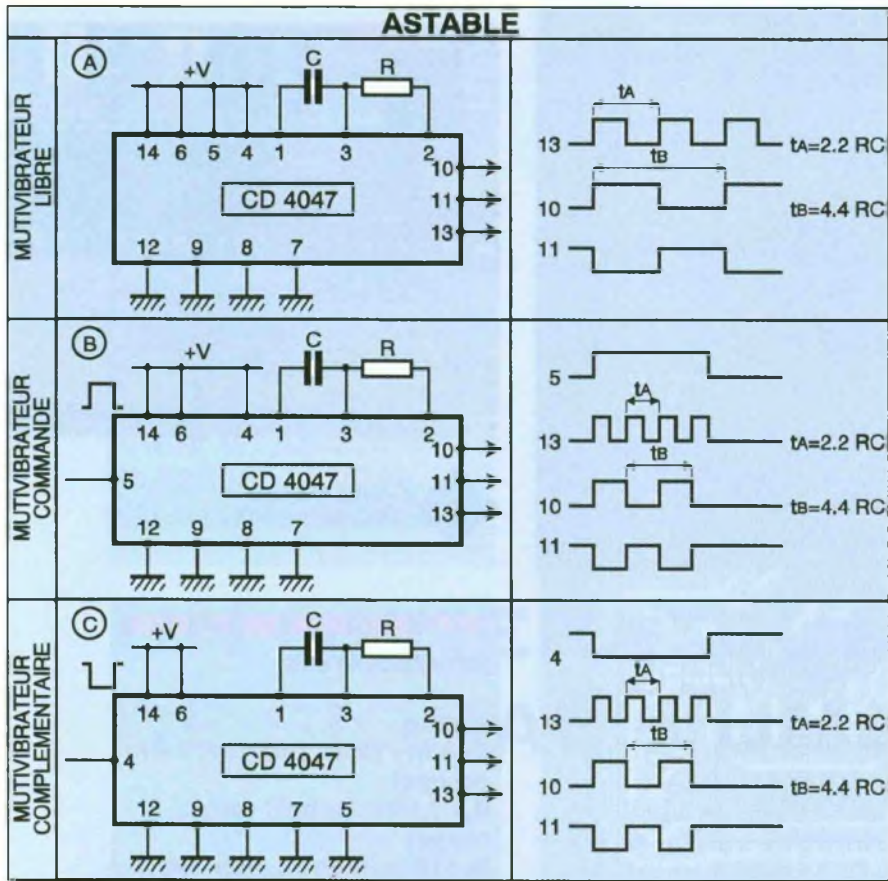 ASTABLE
MUTIVIBRATEUR
LIBRE
A
+V
C
R
14 6 5 4 1 3 2
10
CD 4047
11
13
12 9 8 7
tA
13
tA=2.2 RC
tB
10
tB=4.4 RC
11
MUTIVIBRATEUR
COMMANDE
B
+V
C
R
14 6 4 1 3 2
10
5
CD 4047
11
13
12 9 8 7
5
tA
13
tA=2.2 RC
tB
10
tB=4.4 RC
11
MUTIVIBRATEUR
COMPLEMENTAIRE
C
+V
C
R
14 6 1 3 2
10
4
CD 4047
11
13
12 9 8 7 5
4
tA
13
tA=2.2 RC
tB
10
tB=4.4 RC
11